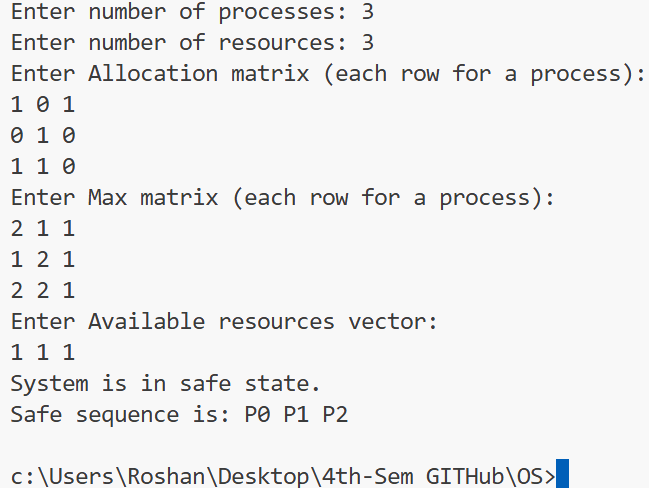 Enter number of processes: 3
Enter number of resources: 3
Enter Allocation matrix (each row for a process):
1 0 1
0 1 0
1 1 0
Enter Max matrix (each row for a process):
2 1 1
1 2 1
2 2 1
Enter Available resources vector:
1 1 1
System is in safe state.
Safe sequence is: P0 P1 P2
c:\Users\Roshan\Desktop\4th-Sem GITHub\OS>